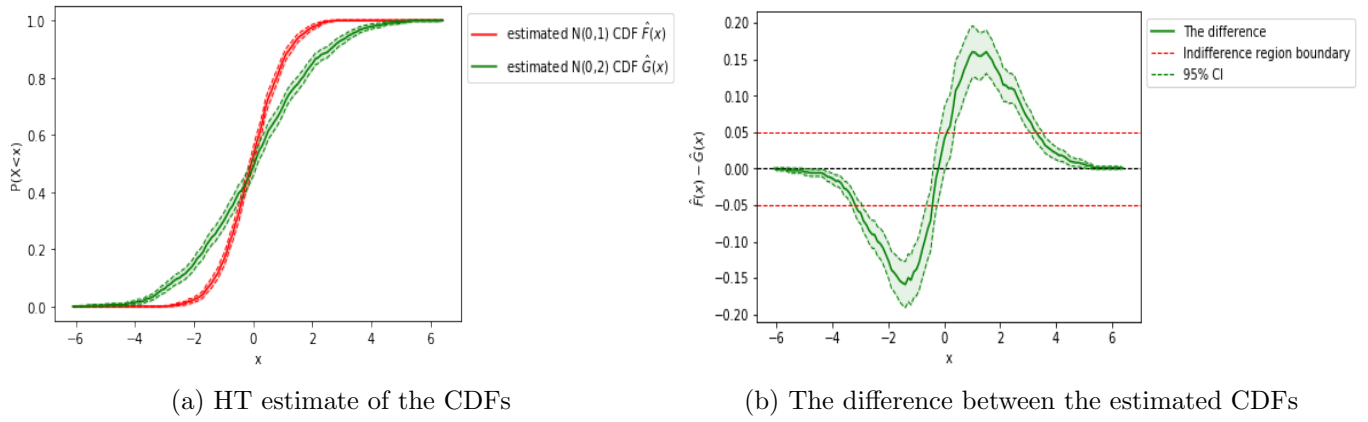 1.0
0.8
0.6
0.4
0.2
0.0
P(X<x)
−6 −4 −2 0 2 4 6
x
estimated N(0,1) CDF F̂(x)
estimated N(0,2) CDF Ĝ(x)
(a) HT estimate of the CDFs
0.20
0.15
0.10
0.05
0.00
−0.05
−0.10
−0.15
−0.20
F̂(x) − Ĝ(x)
−6 −4 −2 0 2 4 6
x
The difference
Indifference region boundary
95% CI
(b) The difference between the estimated CDFs